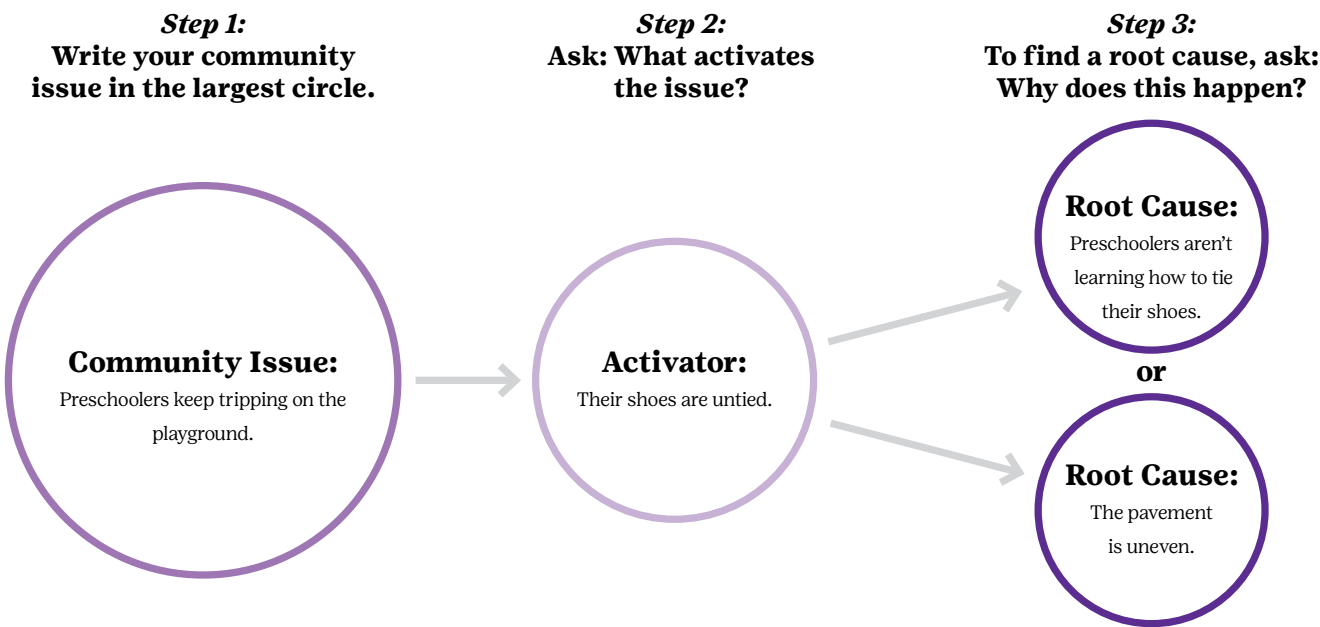 Step 1:
Write your community
issue in the largest circle.
Step 2:
Ask: What activates
the issue?
Step 3:
To find a root cause, ask:
Why does this happen?
Community Issue:
Preschoolers keep tripping on the
playground.
Activator:
Their shoes are untied.
Root Cause:
Preschoolers aren’t
learning how to tie
their shoes.
or
Root Cause:
The pavement
is uneven.